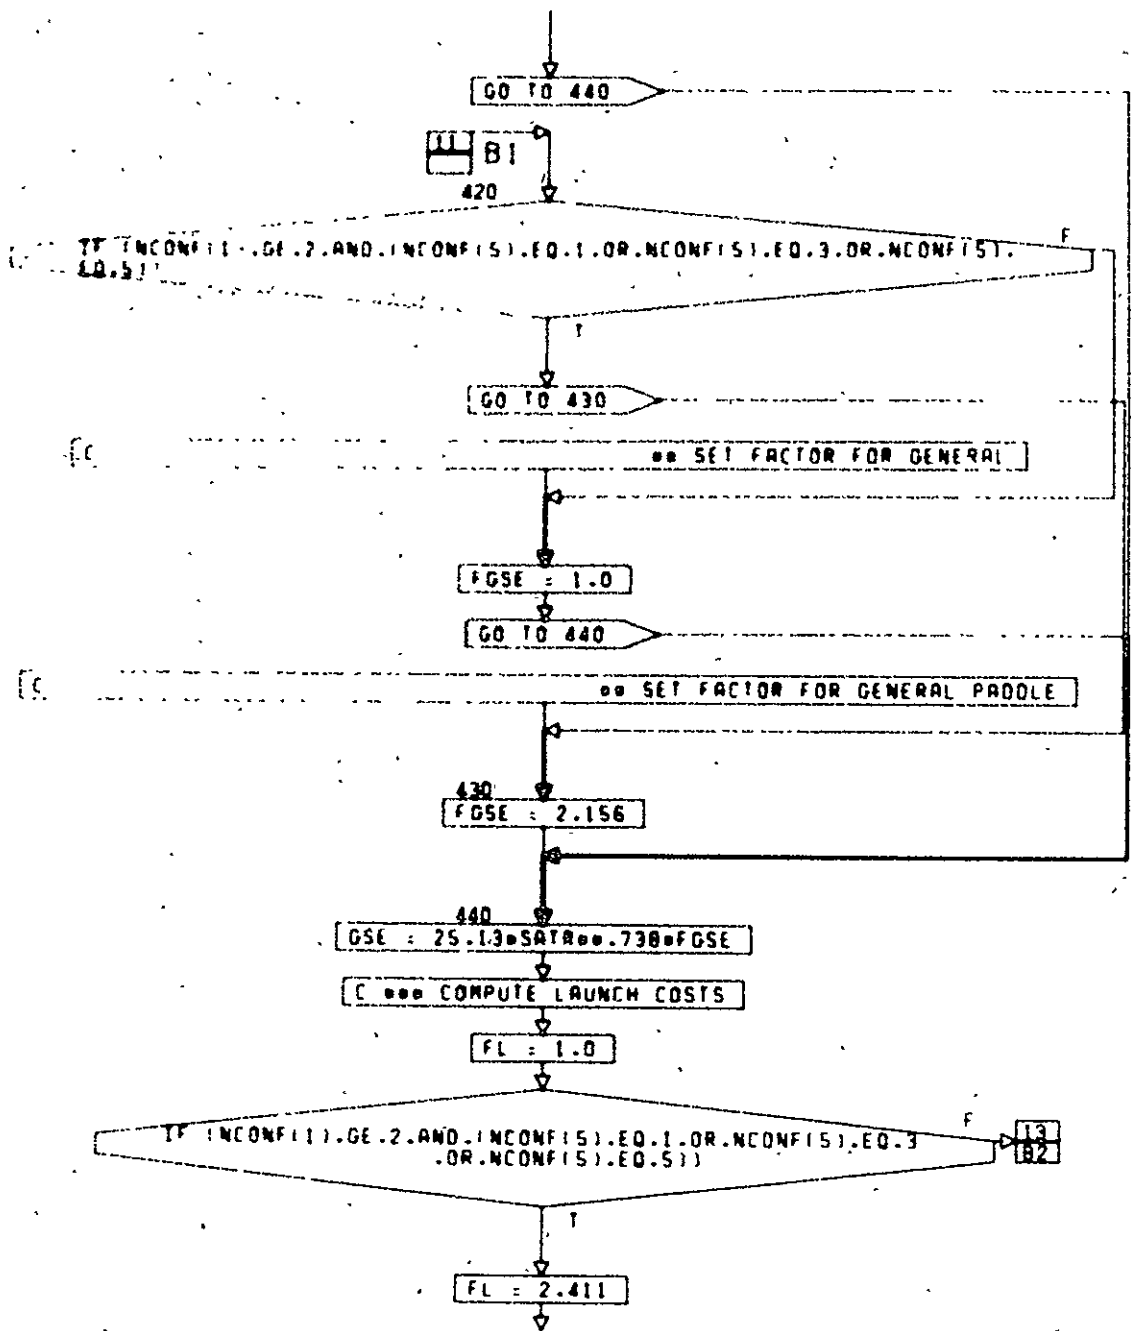 GO TO 440
11
B1
420
IF (NCONF(1).GE.2.AND.(NCONF(5).EQ.1.OR.NCONF(5).EQ.3.OR.NCONF(5).
EQ.5))
F
T
GO TO 430
C ** SET FACTOR FOR GENERAL
FGSE = 1.0
GO TO 440
C ** SET FACTOR FOR GENERAL PADDLE
430
FGSE = 2.156
440
GSE = 25.13*SATR**.738*FGSE
C *** COMPUTE LAUNCH COSTS
FL = 1.0
IF (NCONF(1).GE.2.AND.(NCONF(5).EQ.1.OR.NCONF(5).EQ.3
.OR.NCONF(5).EQ.5))
F
13
B2
T
FL = 2.411